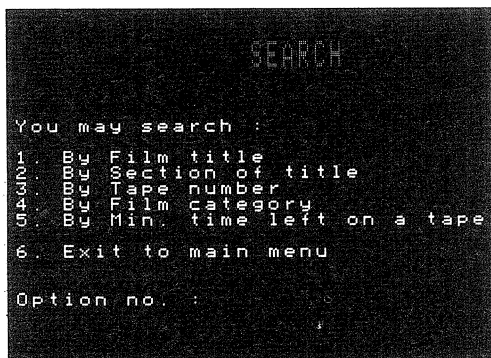 SEARCH
You may search :
1. By Film title
2. By Section of title
3. By Tape number
4. By Film category
5. By Min. time left on a tape
6. Exit to main menu
Option no. :